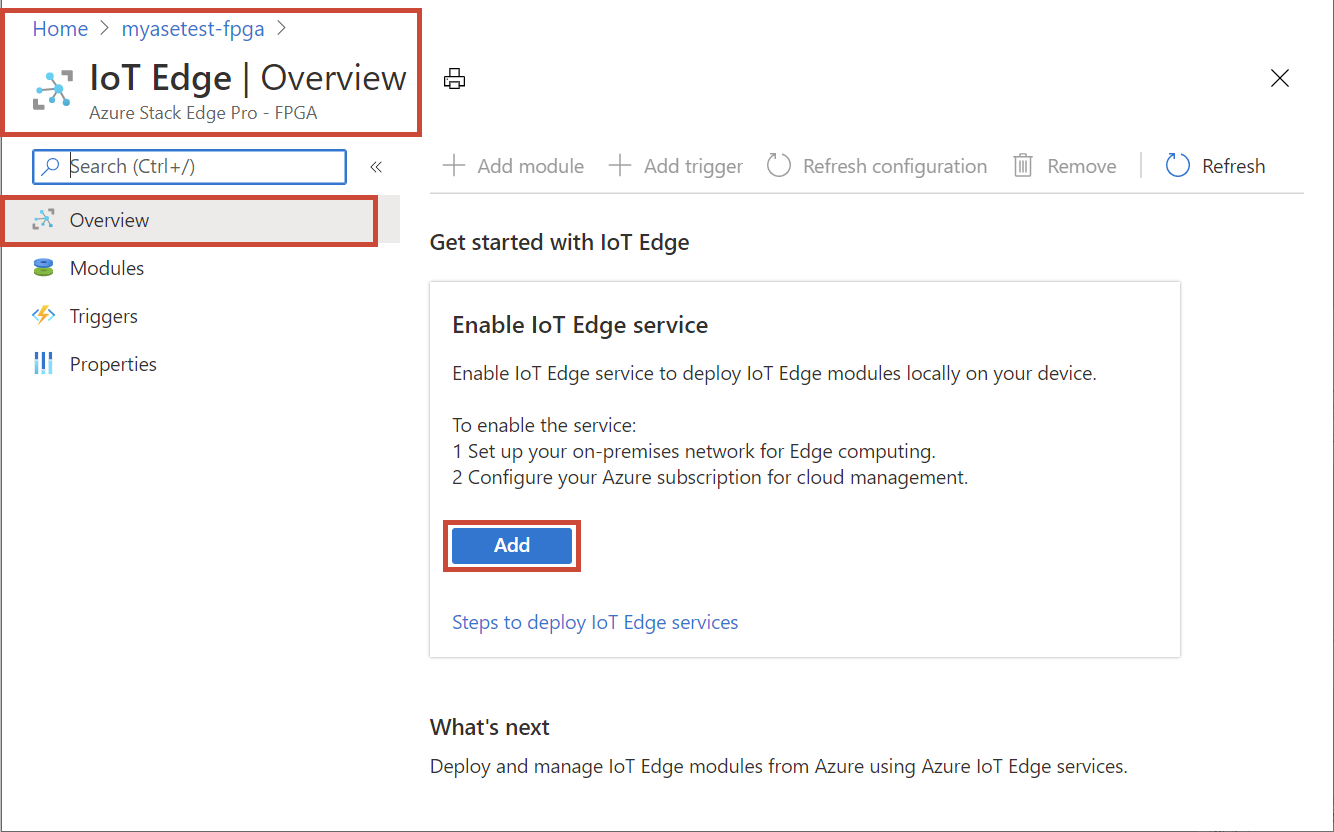 Home > myasetest-fpga >
IoT Edge | Overview
Azure Stack Edge Pro - FPGA
Search (Ctrl+/)
«
Add module
Add trigger
Refresh configuration
Remove
Refresh
Overview
Modules
Triggers
Properties
Get started with IoT Edge
Enable IoT Edge service
Enable IoT Edge service to deploy IoT Edge modules locally on your device.
To enable the service:
1 Set up your on-premises network for Edge computing.
2 Configure your Azure subscription for cloud management.
Add
Steps to deploy IoT Edge services
What's next
Deploy and manage IoT Edge modules from Azure using Azure IoT Edge services.